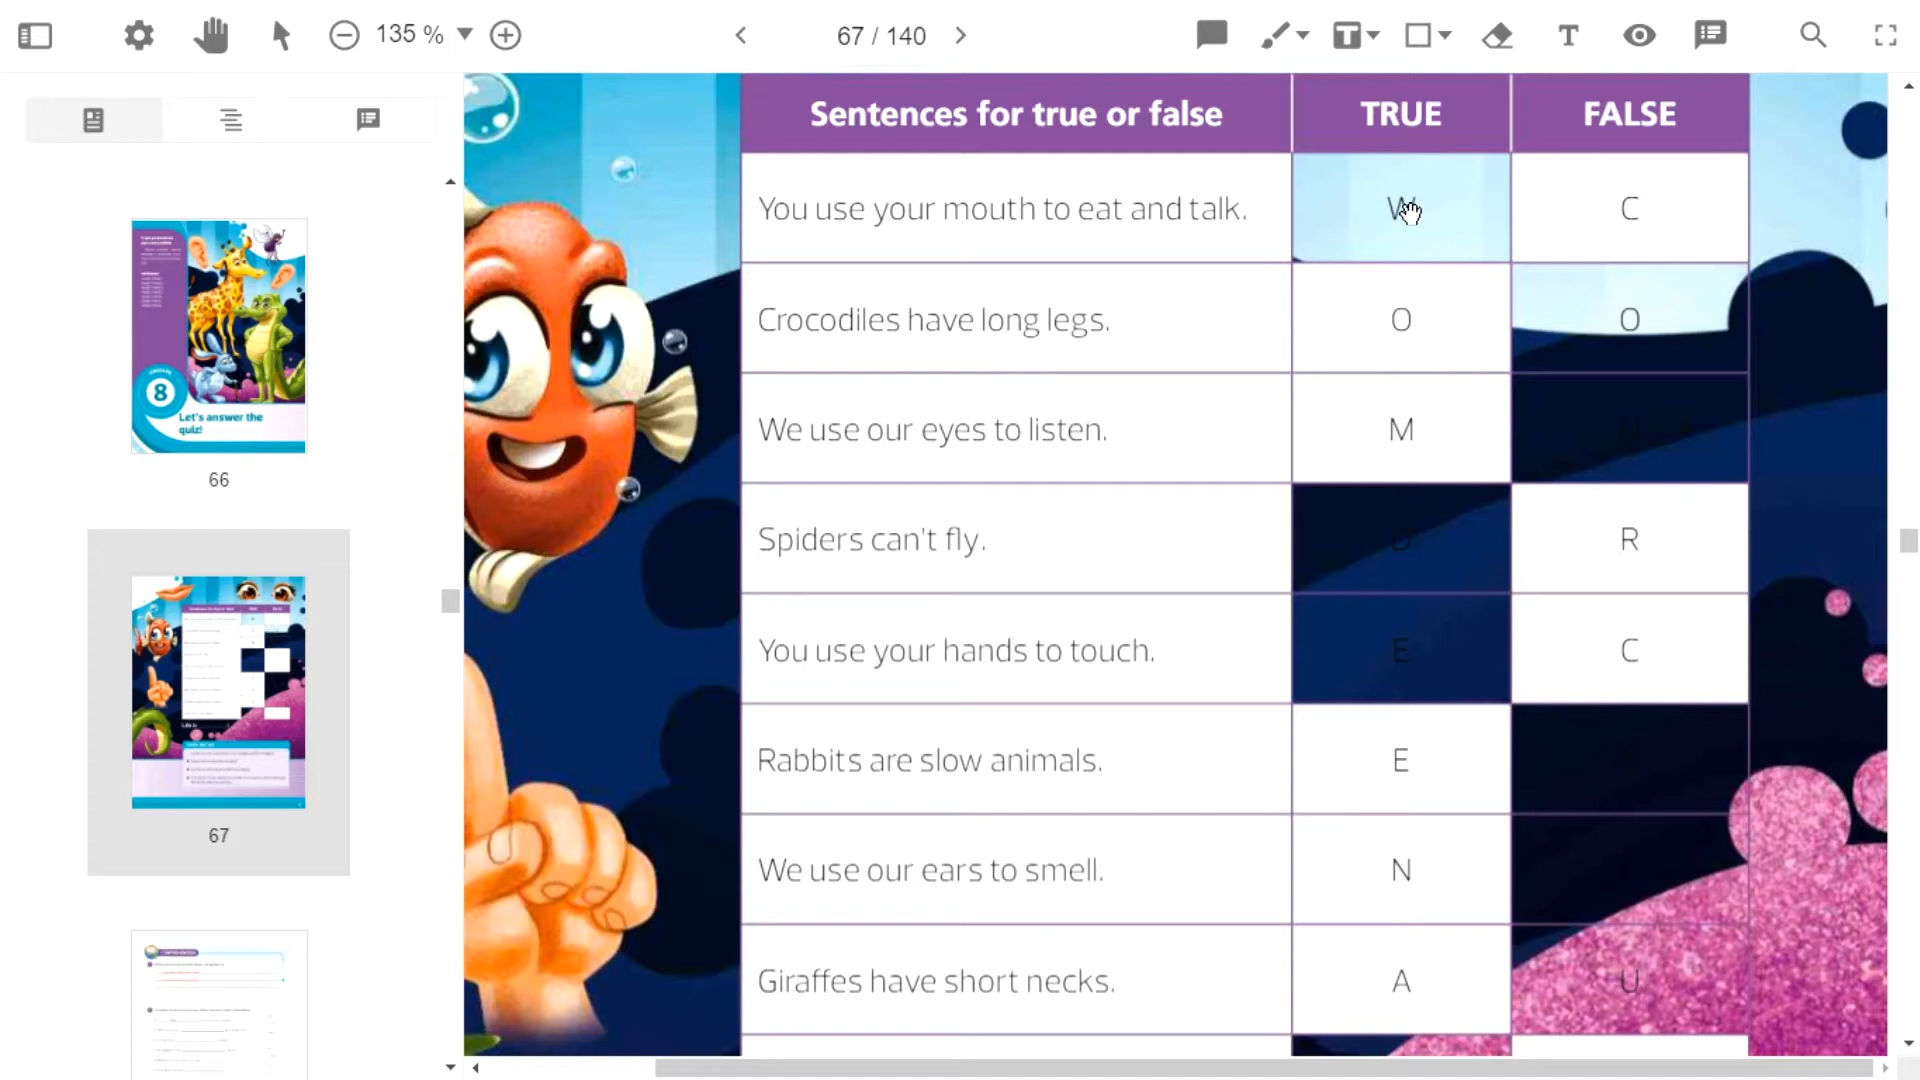 135 %
67 / 140
Sentences for true or false TRUE FALSE
You use your mouth to eat and talk. W C
Crocodiles have long legs. O O
We use our eyes to listen. M
Spiders can't fly. D R
You use your hands to touch. E C
Rabbits are slow animals. E
We use our ears to smell. N
Giraffes have short necks. A U
8
Let's answer the
quiz!
66
67